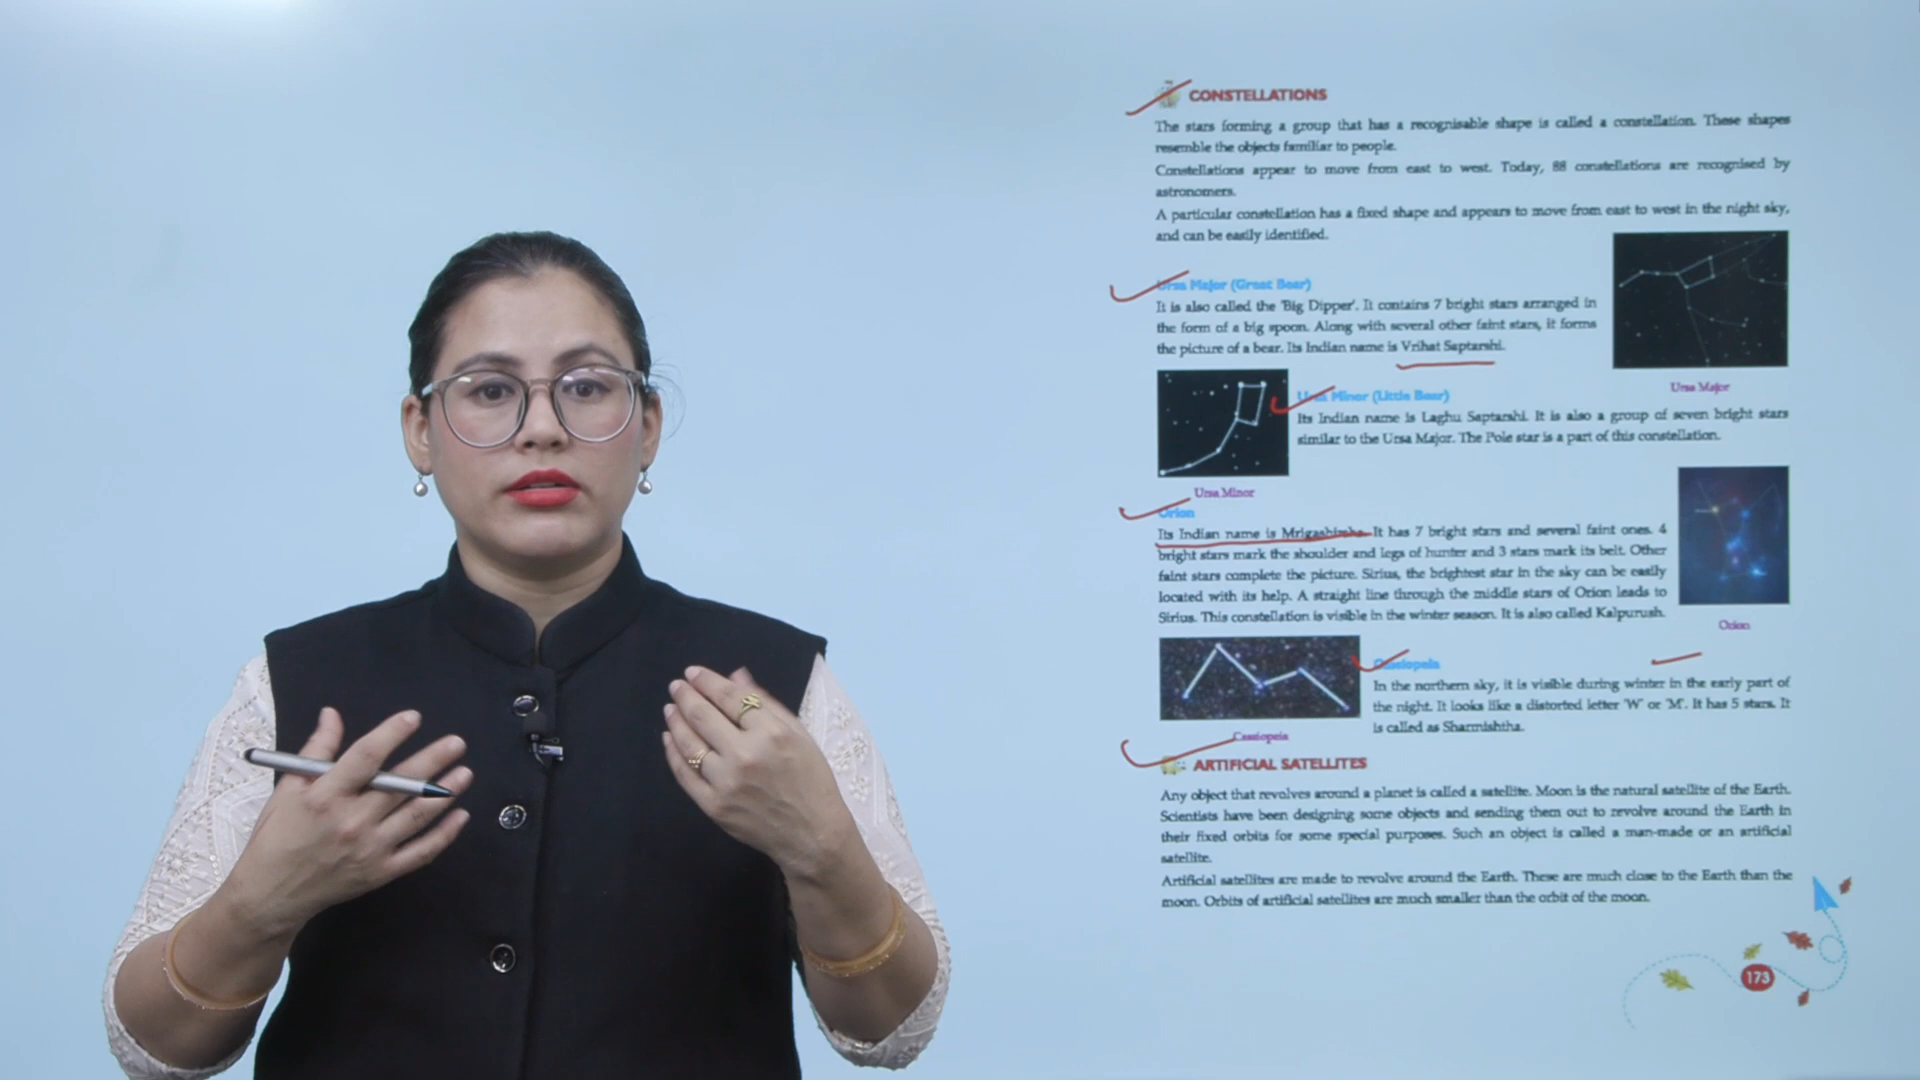 CONSTELLATIONS
The stars forming a group that has a recognisable shape is called a constellation. These shapes
resemble the objects familiar to people.
Constellations appear to move from east to west. Today, 88 constellations are recognised by
astronomers.
A particular constellation has a fixed shape and appears to move from east to west in the night sky,
and can be easily identified.
Ursa Major (Great Bear)
It is also called the 'Big Dipper'. It contains 7 bright stars arranged in
the form of a big spoon. Along with several other faint stars, it forms
the picture of a bear. Its Indian name is Vrihat Saptarshi.
Ursa Major
Ursa Minor (Little Bear)
Its Indian name is Laghu Saptarshi. It is also a group of seven bright stars
similar to the Ursa Major. The Pole star is a part of this constellation.
Ursa Minor
Orion
Its Indian name is Mrigashirsha. It has 7 bright stars and several faint ones. 4
bright stars mark the shoulder and legs of hunter and 3 stars mark its belt. Other
faint stars complete the picture. Sirius, the brightest star in the sky can be easily
located with its help. A straight line through the middle stars of Orion leads to
Sirius. This constellation is visible in the winter season. It is also called Kalpurush.
Orion
Cassiopeia
In the northern sky, it is visible during winter in the early part of
the night. It looks like a distorted letter 'W' or 'M'. It has 5 stars. It
is called as Sharmishtha.
Cassiopeia
ARTIFICIAL SATELLITES
Any object that revolves around a planet is called a satellite. Moon is the natural satellite of the Earth.
Scientists have been designing some objects and sending them out to revolve around the Earth in
their fixed orbits for some special purposes. Such an object is called a man-made or an artificial
satellite.
Artificial satellites are made to revolve around the Earth. These are much close to the Earth than the
moon. Orbits of artificial satellites are much smaller than the orbit of the moon.
173